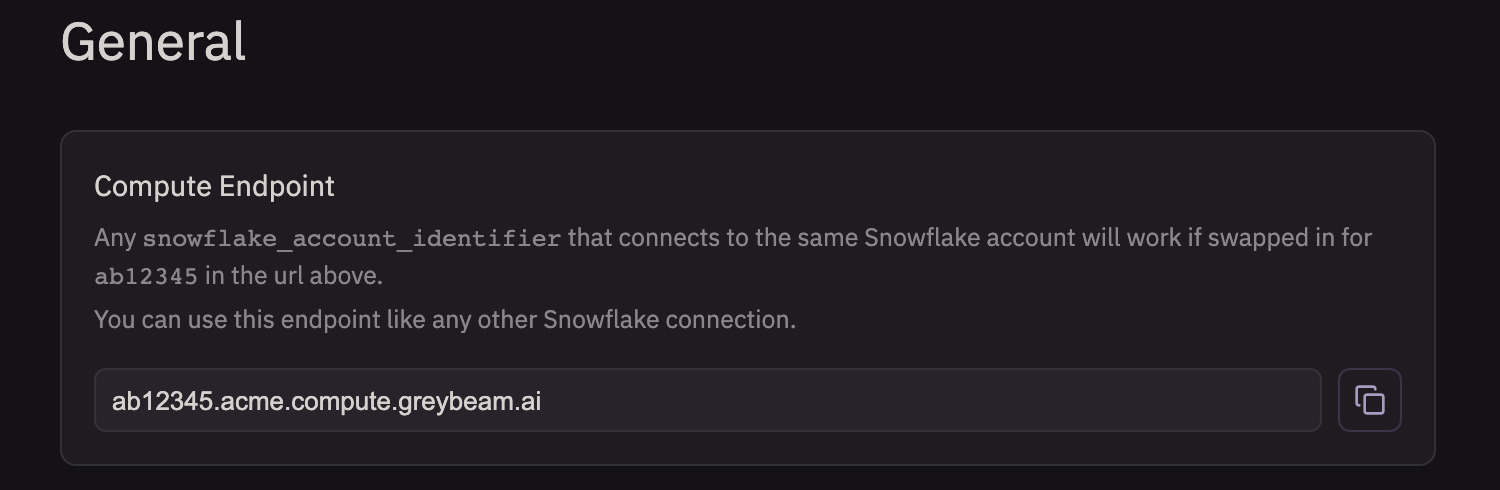 General
Compute Endpoint
Any snowflake_account_identifier that connects to the same Snowflake account will work if swapped in for
ab12345 in the url above.
You can use this endpoint like any other Snowflake connection.
ab12345.acme.compute.greybeam.ai